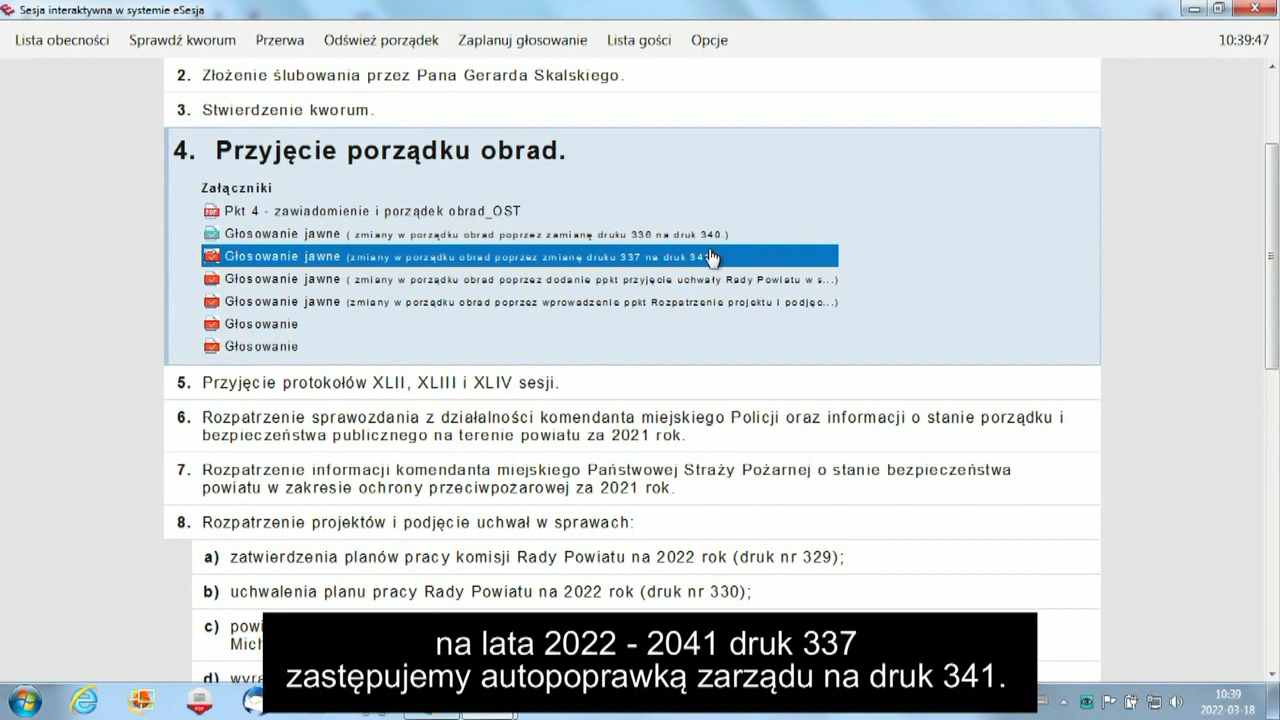 Sesja interaktywna w systemie eSesja
Lista obecności Sprawdź kworum Przerwa Odśwież porządek Zaplanuj głosowanie Lista gości Opcje 10:39:47
2. Złożenie ślubowania przez Pana Gerarda Skalskiego.
3. Stwierdzenie kworum.
4. Przyjęcie porządku obrad.
Załączniki
Pkt 4 - zawiadomienie i porządek obrad_OST
Głosowanie jawne ( zmiany w porządku obrad poprzez zamianę druku 336 na druk 340.)
Głosowanie jawne (zmiany w porządku obrad poprzez zmianę druku 337 na druk
Głosowanie jawne ( zmiany w porządku obrad poprzez dodanie ppkt przyjęcie uchwały Rady Powiatu w s...)
Głosowanie jawne (zmiany w porządku obrad poprzez wprowadzenie ppkt Rozpatrzenie projektu i podjęc...)
Głosowanie
Głosowanie
5. Przyjęcie protokołów XLII, XLIII i XLIV sesji.
6. Rozpatrzenie sprawozdania z działalności komendanta miejskiego Policji oraz informacji o stanie porządku i
bezpieczeństwa publicznego na terenie powiatu za 2021 rok.
7. Rozpatrzenie informacji komendanta miejskiego Państwowej Straży Pożarnej o stanie bezpieczeństwa
powiatu w zakresie ochrony przeciwpożarowej za 2021 rok.
8. Rozpatrzenie projektów i podjęcie uchwał w sprawach:
a) zatwierdzenia planów pracy komisji Rady Powiatu na 2022 rok (druk nr 329);
b) uchwalenia planu pracy Rady Powiatu na 2022 rok (druk nr 330);
c)
d)
na lata 2022 - 2041 druk 337
zastępujemy autopoprawką zarządu na druk 341.
10:39
2022-03-18